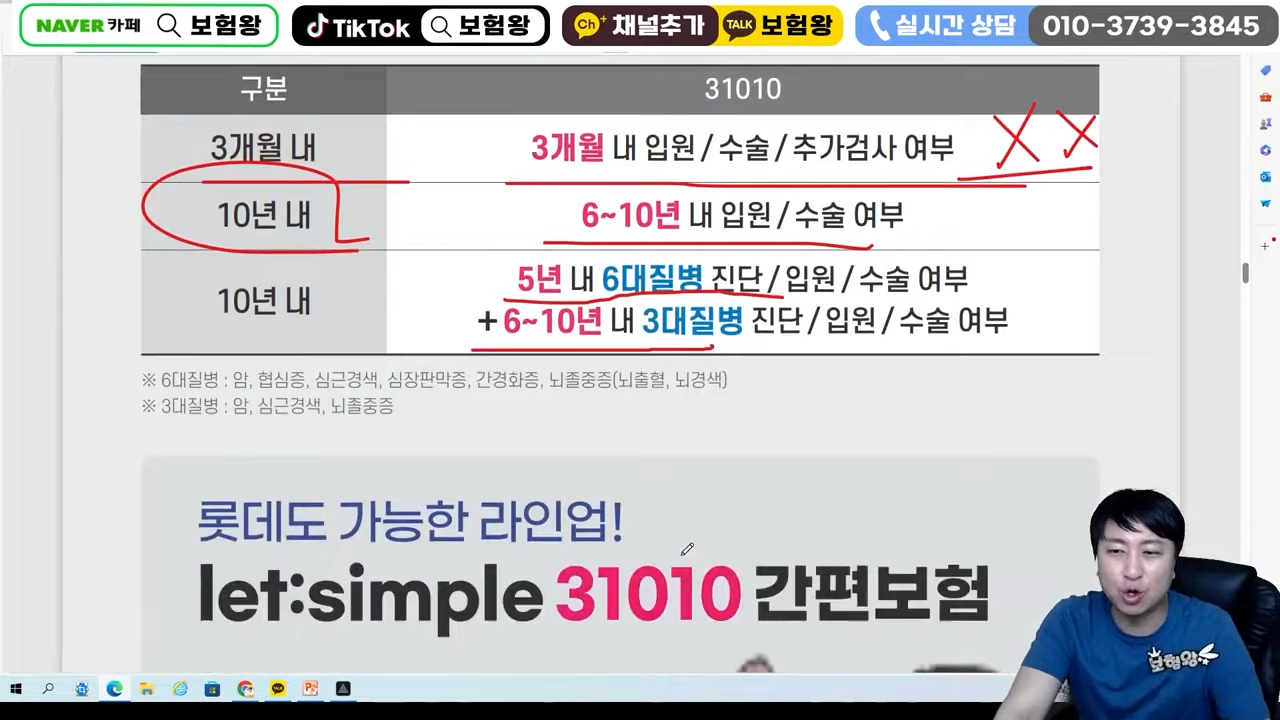 NAVER 카페 보험왕 TikTok 보험왕 Ch+ 채널추가 TALK 보험왕 실시간 상담 010-3739-3845
구분 31010
3개월 내 3개월 내 입원 / 수술 / 추가검사 여부
10년 내 6~10년 내 입원 / 수술 여부
10년 내 5년 내 6대질병 진단 / 입원 / 수술 여부
+6~10년 내 3대질병 진단 / 입원 / 수술 여부
※ 6대질병 : 암, 협심증, 심근경색, 심장판막증, 간경화증, 뇌졸중증(뇌출혈, 뇌경색)
※ 3대질병 : 암, 심근경색, 뇌졸중증
롯데도 가능한 라인업!
let:simple 31010 간편보험
보험왕